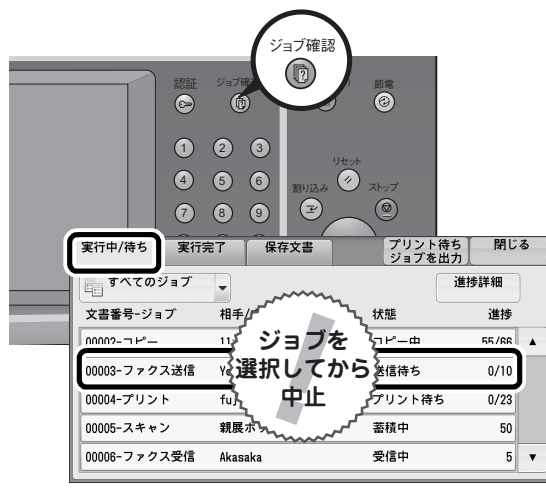 ジョブ確認
認証
節電
1 2 3
4 5 6
リセット
割り込み
ストップ
7 8 9
実行中/待ち 実行完了 保存文書 プリント待ち
ジョブを出力
閉じる
すべてのジョブ
進捗詳細
文書番号-ジョブ 相手/ 状態 進捗
00002-コピー コピー中 55/66
00003-ファクス送信 送信待ち 0/10
00004-プリント プリント待ち 0/23
00005-スキャン 親展ボ 蓄積中 50
00006-ファクス受信 Akasaka 受信中 5
ジョブを
選択してから
中止